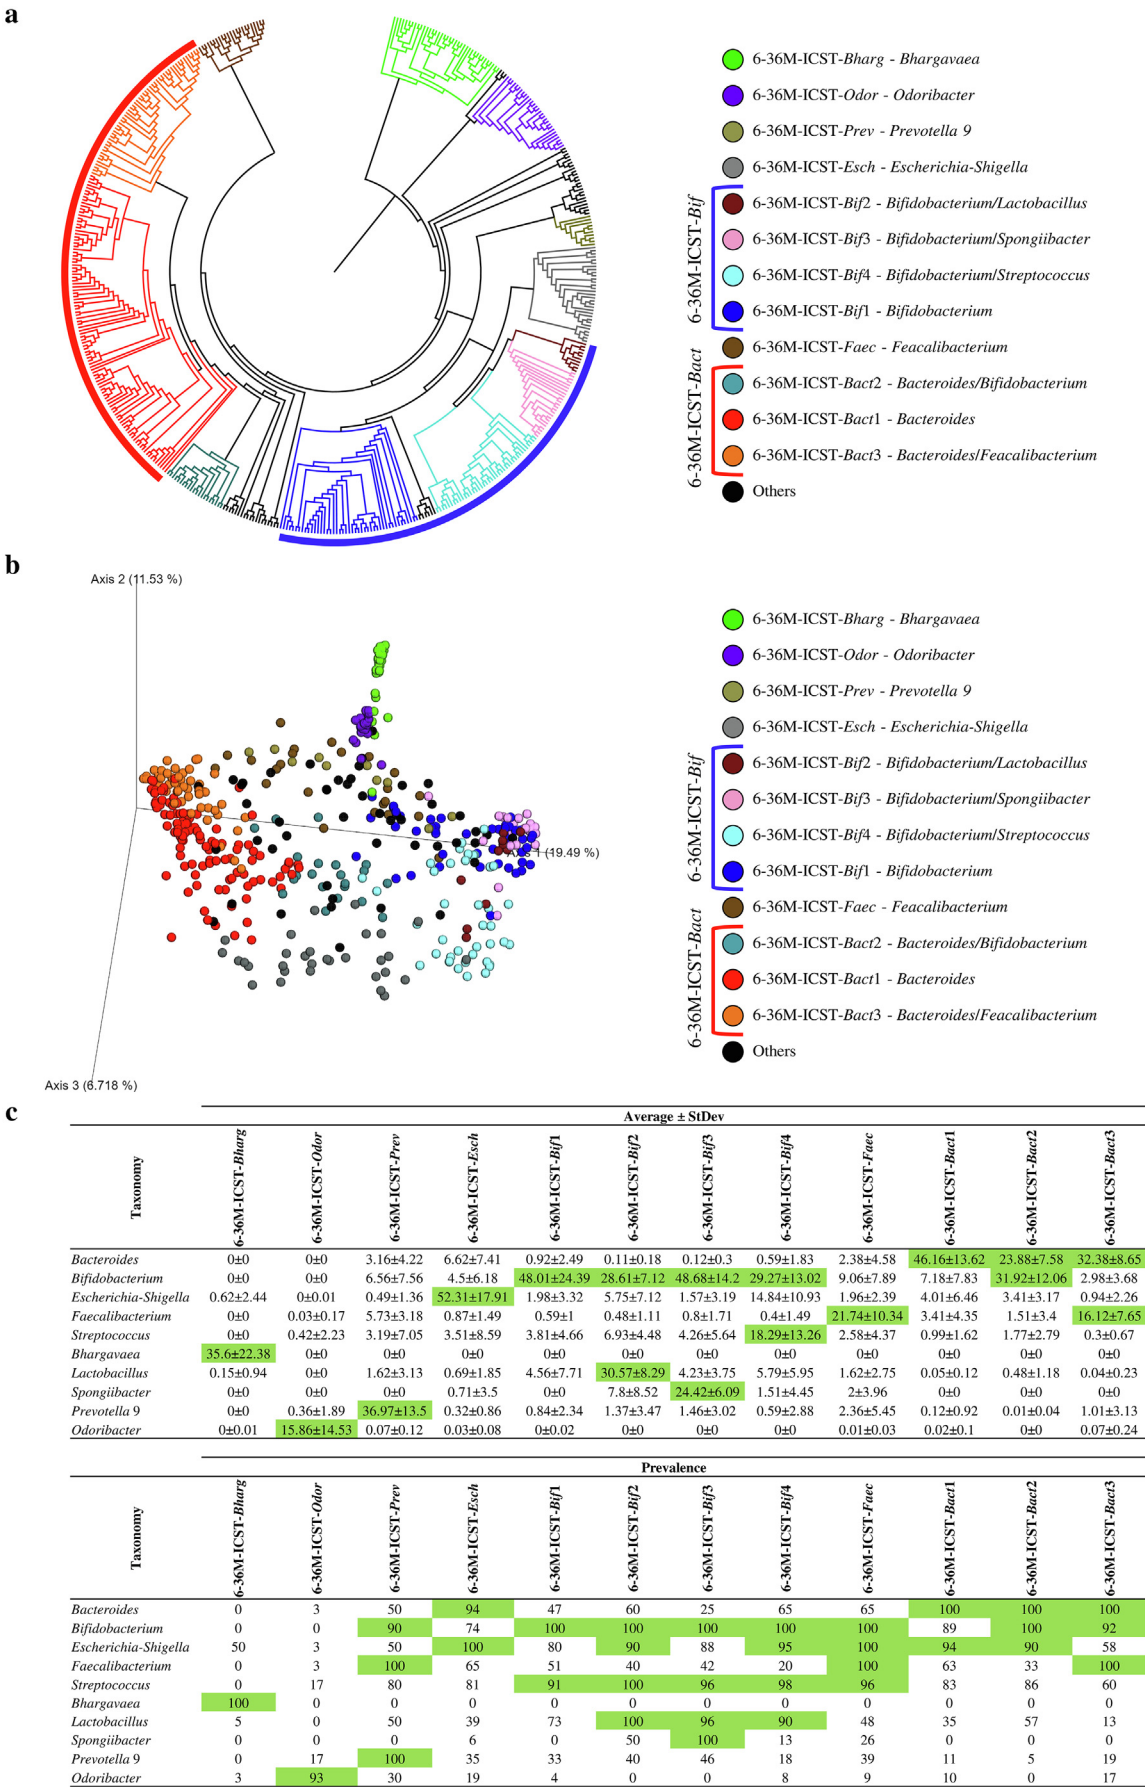 a
6-36M-ICST-Bharg - Bhargavaea
6-36M-ICST-Odor - Odoribacter
6-36M-ICST-Prev - Prevotella 9
6-36M-ICST-Esch - Escherichia-Shigella
6-36M-ICST-Bif
6-36M-ICST-Bif2 - Bifidobacterium/Lactobacillus
6-36M-ICST-Bif3 - Bifidobacterium/Spongiibacter
6-36M-ICST-Bif4 - Bifidobacterium/Streptococcus
6-36M-ICST-Bif1 - Bifidobacterium
6-36M-ICST-Faec - Feacalibacterium
6-36M-ICST-Bact
6-36M-ICST-Bact2 - Bacteroides/Bifidobacterium
6-36M-ICST-Bact1 - Bacteroides
6-36M-ICST-Bact3 - Bacteroides/Feacalibacterium
Others
b
Axis 2 (11.53 %)
Axis 1 (19.49 %)
Axis 3 (6.718 %)
6-36M-ICST-Bharg - Bhargavaea
6-36M-ICST-Odor - Odoribacter
6-36M-ICST-Prev - Prevotella 9
6-36M-ICST-Esch - Escherichia-Shigella
6-36M-ICST-Bif
6-36M-ICST-Bif2 - Bifidobacterium/Lactobacillus
6-36M-ICST-Bif3 - Bifidobacterium/Spongiibacter
6-36M-ICST-Bif4 - Bifidobacterium/Streptococcus
6-36M-ICST-Bif1 - Bifidobacterium
6-36M-ICST-Faec - Feacalibacterium
6-36M-ICST-Bact
6-36M-ICST-Bact2 - Bacteroides/Bifidobacterium
6-36M-ICST-Bact1 - Bacteroides
6-36M-ICST-Bact3 - Bacteroides/Feacalibacterium
Others
c
Average ± StDev
Taxonomy 6-36M-ICST-Bharg 6-36M-ICST-Odor 6-36M-ICST-Prev 6-36M-ICST-Esch 6-36M-ICST-Bif1 6-36M-ICST-Bif2 6-36M-ICST-Bif3 6-36M-ICST-Bif4 6-36M-ICST-Faec 6-36M-ICST-Bact1 6-36M-ICST-Bact2 6-36M-ICST-Bact3
Bacteroides 0±0 0±0 3.16±4.22 6.62±7.41 0.92±2.49 0.11±0.18 0.12±0.3 0.59±1.83 2.38±4.58 46.16±13.62 23.88±7.58 32.38±8.65
Bifidobacterium 0±0 0±0 6.56±7.56 4.5±6.18 48.01±24.39 28.61±7.12 48.68±14.2 29.27±13.02 9.06±7.89 7.18±7.83 31.92±12.06 2.98±3.68
Escherichia-Shigella 0.62±2.44 0±0.01 0.49±1.36 52.31±17.91 1.98±3.32 5.75±7.12 1.57±3.19 14.84±10.93 1.96±2.39 4.01±6.46 3.41±3.17 0.94±2.26
Faecalibacterium 0±0 0.03±0.17 5.73±3.18 0.87±1.49 0.59±1 0.48±1.11 0.8±1.71 0.4±1.49 21.74±10.34 3.41±4.35 1.51±3.4 16.12±7.65
Streptococcus 0±0 0.42±2.23 3.19±7.05 3.51±8.59 3.81±4.66 6.93±4.48 4.26±5.64 18.29±13.26 2.58±4.37 0.99±1.62 1.77±2.79 0.3±0.67
Bhargavaea 35.6±22.38 0±0 0±0 0±0 0±0 0±0 0±0 0±0 0±0 0±0 0±0 0±0
Lactobacillus 0.15±0.94 0±0 1.62±3.13 0.69±1.85 4.56±7.71 30.57±8.29 4.23±3.75 5.79±5.95 1.62±2.75 0.05±0.12 0.48±1.18 0.04±0.23
Spongiibacter 0±0 0±0 0±0 0.71±3.5 0±0 7.8±8.52 24.42±6.09 1.51±4.45 2±3.96 0±0 0±0 0±0
Prevotella 9 0±0 0.36±1.89 36.97±13.5 0.32±0.86 0.84±2.34 1.37±3.47 1.46±3.02 0.59±2.88 2.36±5.45 0.12±0.92 0.01±0.04 1.01±3.13
Odoribacter 0±0.01 15.86±14.53 0.07±0.12 0.03±0.08 0±0.02 0±0 0±0 0±0 0.01±0.03 0.02±0.1 0±0 0.07±0.24
Prevalence
Taxonomy 6-36M-ICST-Bharg 6-36M-ICST-Odor 6-36M-ICST-Prev 6-36M-ICST-Esch 6-36M-ICST-Bif1 6-36M-ICST-Bif2 6-36M-ICST-Bif3 6-36M-ICST-Bif4 6-36M-ICST-Faec 6-36M-ICST-Bact1 6-36M-ICST-Bact2 6-36M-ICST-Bact3
Bacteroides 0 3 50 94 47 60 25 65 65 100 100 100
Bifidobacterium 0 0 90 74 100 100 100 100 100 89 100 92
Escherichia-Shigella 50 3 50 100 80 90 88 95 100 94 90 58
Faecalibacterium 0 3 100 65 51 40 42 20 100 63 33 100
Streptococcus 0 17 80 81 91 100 96 98 96 83 86 60
Bhargavaea 100 0 0 0 0 0 0 0 0 0 0 0
Lactobacillus 5 0 50 39 73 100 96 90 48 35 57 13
Spongiibacter 0 0 0 6 0 50 100 13 26 0 0 0
Prevotella 9 0 17 100 35 33 40 46 18 39 11 5 19
Odoribacter 3 93 30 19 4 0 0 8 9 10 0 17